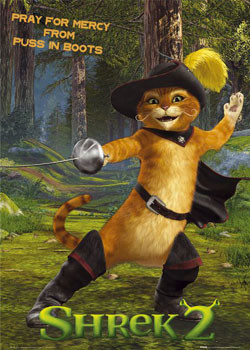 PRAY FOR MERCY
FROM
PUSS IN BOOTS
SHREK 2